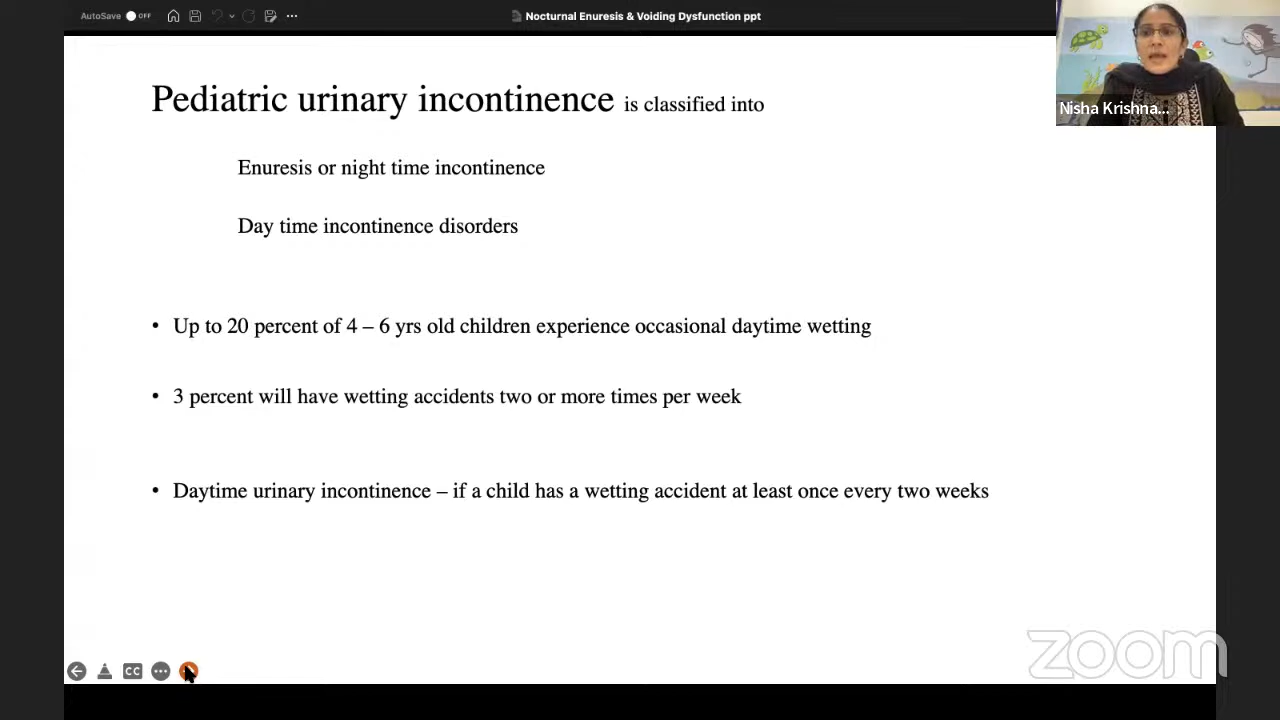 AutoSave OFF
Nocturnal Enuresis & Voiding Dysfunction ppt
Nisha Krishna...
Pediatric urinary incontinence is classified into
Enuresis or night time incontinence
Day time incontinence disorders
• Up to 20 percent of 4 – 6 yrs old children experience occasional daytime wetting
• 3 percent will have wetting accidents two or more times per week
• Daytime urinary incontinence – if a child has a wetting accident at least once every two weeks
CC
zoom